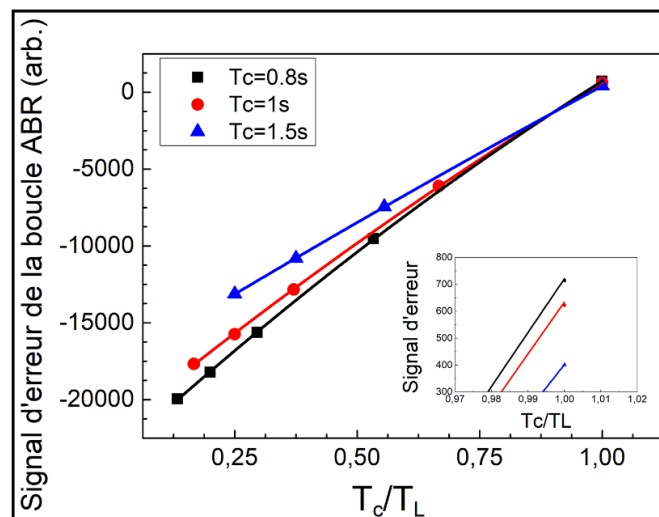 Signal d'erreur de la boucle ABR (arb.)
0
-5000
-10000
-15000
-20000
Tc=0.8s
Tc=1s
Tc=1.5s
Signal d'erreur
800
700
600
500
400
300
0,97 0,98 0,99 1,00 1,01 1,02
Tc/TL
0,25 0,50 0,75 1,00
Tc/TL